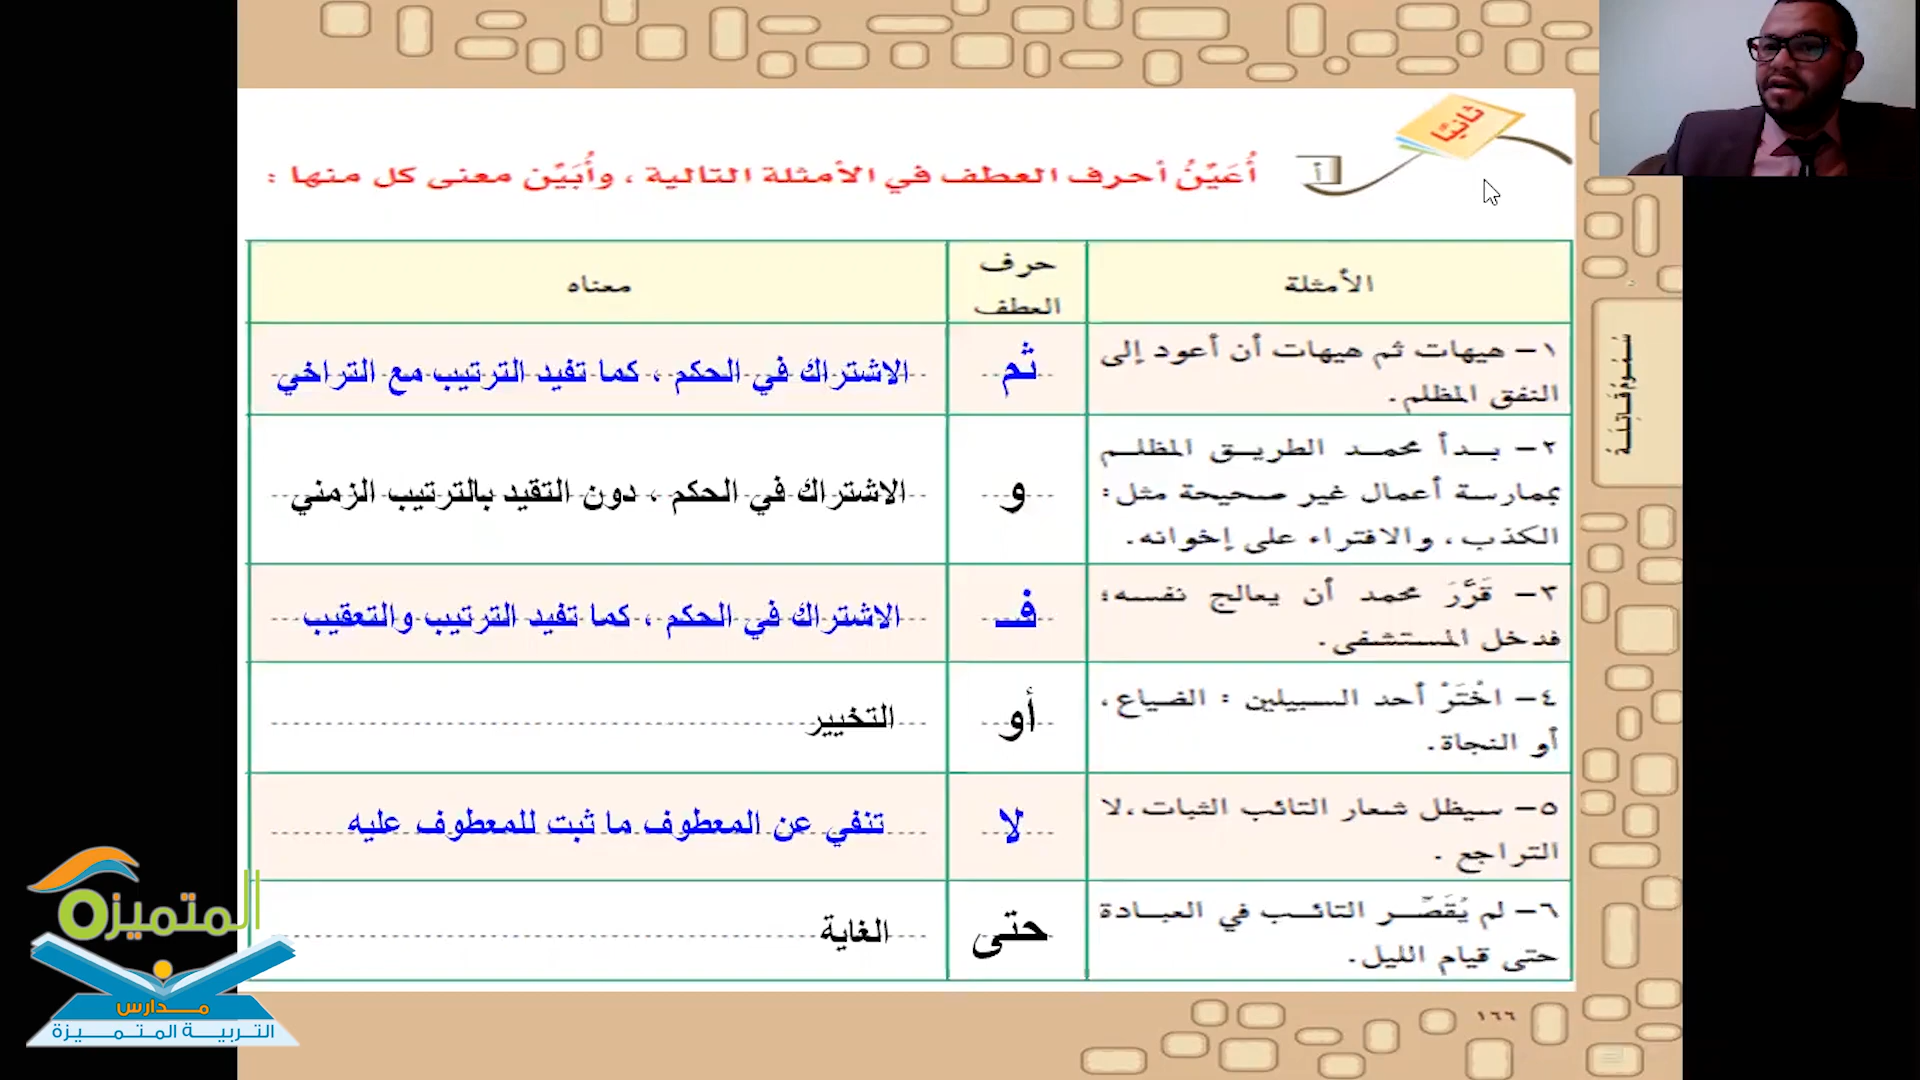 ثانيًا
أ
أُعَيِّنُ أحرف العطف في الأمثلة التالية ، وأُبَيِّن معنى كل منها :
الأمثلة
حرف
العطف
معناه
١- هيهات ثم هيهات أن أعود إلى
النفق المظلم.
ثم
الاشتراك في الحكم ، كما تفيد الترتيب مع التراخي
٢- بدأ محمد الطريق المظلم
بممارسة أعمال غير صحيحة مثل:
الكذب، والافتراء على إخوانه.
و
الاشتراك في الحكم ، دون التقيد بالترتيب الزمني
٣- قَرَّرَ محمد أن يعالج نفسه؛
فدخل المستشفى.
فـ
الاشتراك في الحكم ، كما تفيد الترتيب والتعقيب
٤- اخْتَرْ أحد السبيلين : الضياع،
أو النجاة.
أو
التخيير
٥- سيظل شعار التائب الثبات،لا
التراجع .
لا
تنفي عن المعطوف ما ثبت للمعطوف عليه
٦- لم يُقَصِّر التائب في العبادة
حتى قيام الليل.
حتى
الغاية
سُمُومٌ قَاتِلَةٌ
١٦٦
المتميزة
مدارس
التربية المتميزة